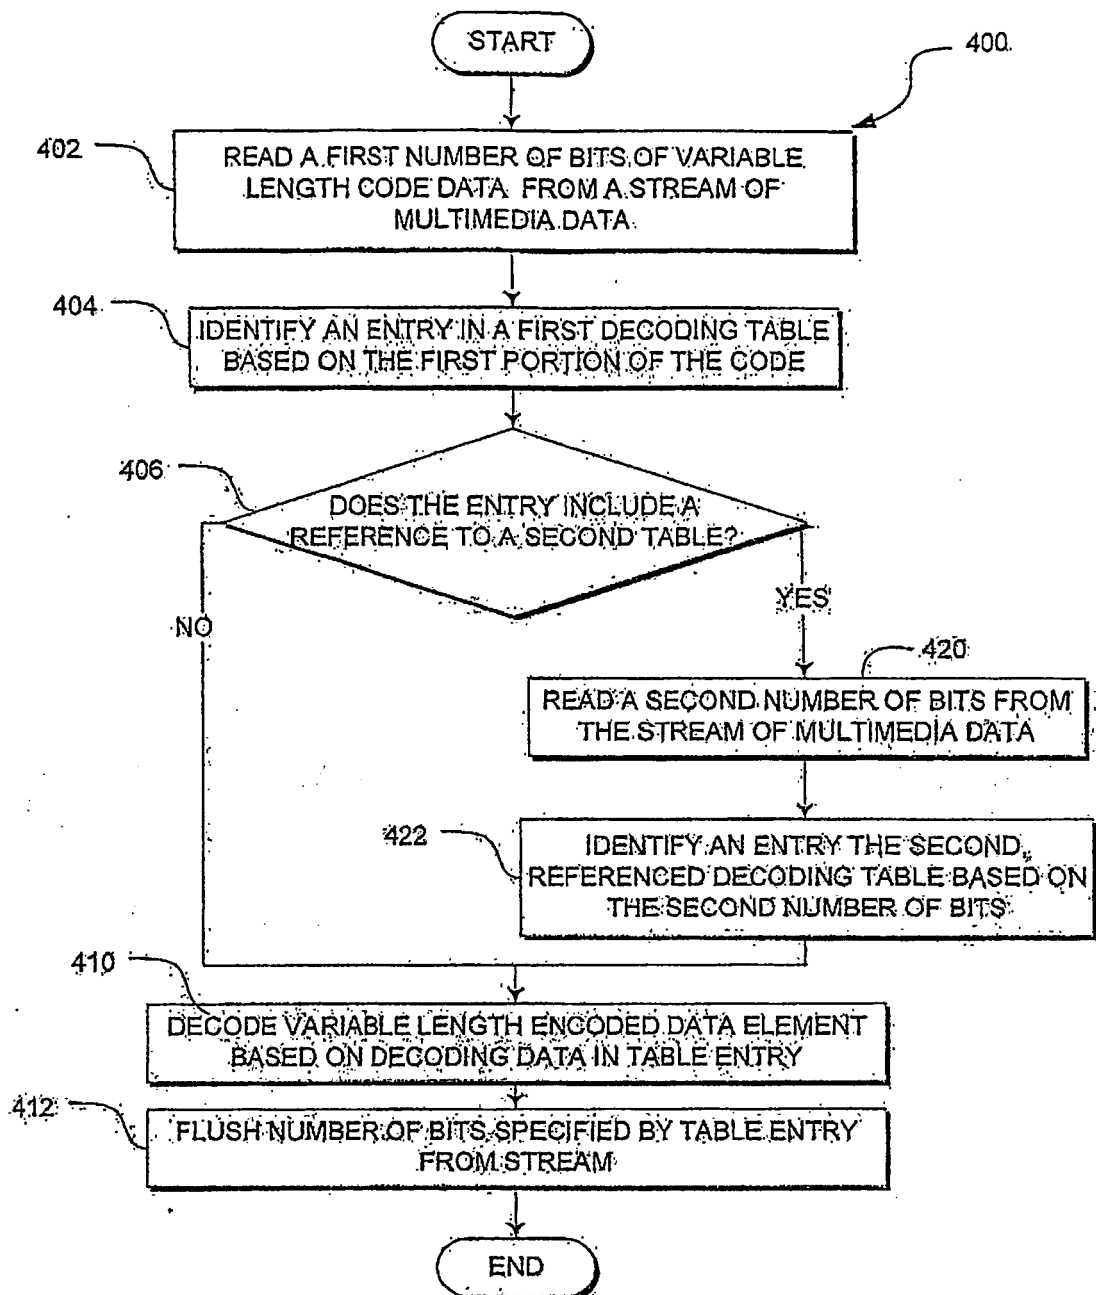 START
400
402
READ A FIRST NUMBER OF BITS OF VARIABLE
LENGTH CODE DATA FROM A STREAM OF
MULTIMEDIA DATA
404
IDENTIFY AN ENTRY IN A FIRST DECODING TABLE
BASED ON THE FIRST PORTION OF THE CODE
406
DOES THE ENTRY INCLUDE A
REFERENCE TO A SECOND TABLE?
NO
YES
420
READ A SECOND NUMBER OF BITS FROM
THE STREAM OF MULTIMEDIA DATA
422
IDENTIFY AN ENTRY THE SECOND,
REFERENCED DECODING TABLE BASED ON
THE SECOND NUMBER OF BITS
410
DECODE VARIABLE LENGTH ENCODED DATA ELEMENT
BASED ON DECODING DATA IN TABLE ENTRY
412
FLUSH NUMBER OF BITS SPECIFIED BY TABLE ENTRY
FROM STREAM
END